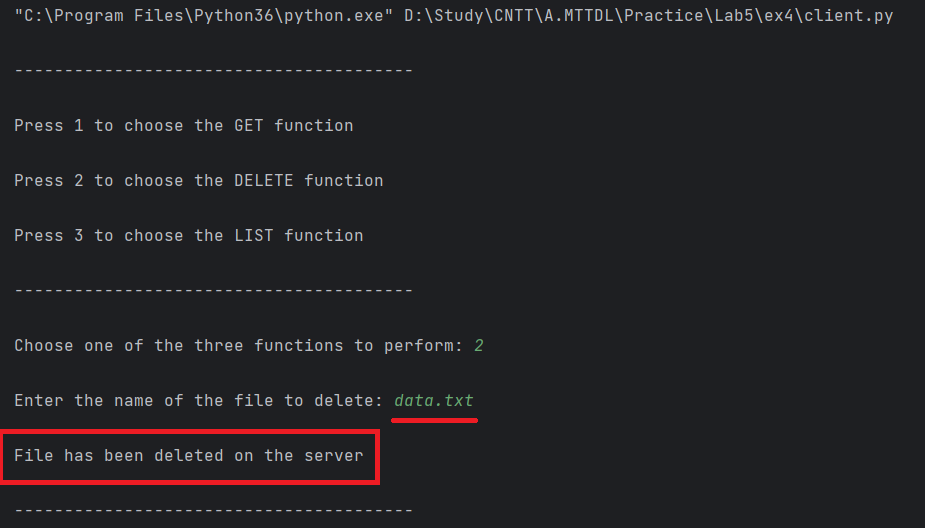 "C:\Program Files\Python36\python.exe" D:\Study\CNTT\A.MTTDL\Practice\Lab5\ex4\client.py
----------------------------------------
Press 1 to choose the GET function
Press 2 to choose the DELETE function
Press 3 to choose the LIST function
----------------------------------------
Choose one of the three functions to perform: 2
Enter the name of the file to delete: data.txt
File has been deleted on the server
----------------------------------------